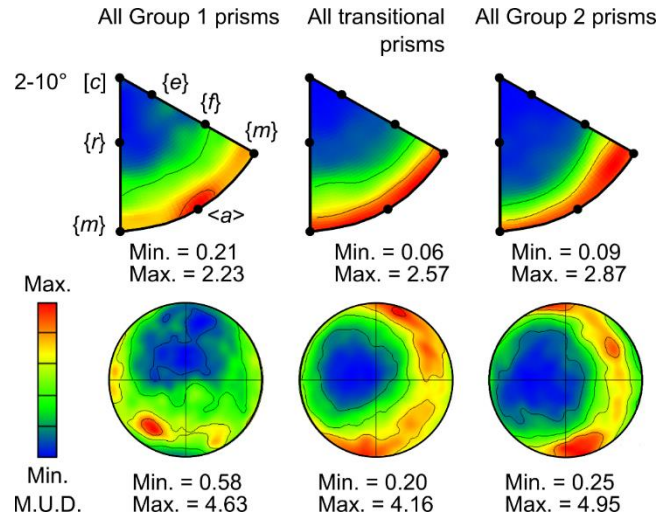 All Group 1 prisms
All transitional prisms
All Group 2 prisms
2-10°
[c]
{e}
{f}
{m}
{r}
{m}
<a>
Min. = 0.21
Max. = 2.23
Min. = 0.06
Max. = 2.57
Min. = 0.09
Max. = 2.87
Max.
Min.
M.U.D.
Min. = 0.58
Max. = 4.63
Min. = 0.20
Max. = 4.16
Min. = 0.25
Max. = 4.95